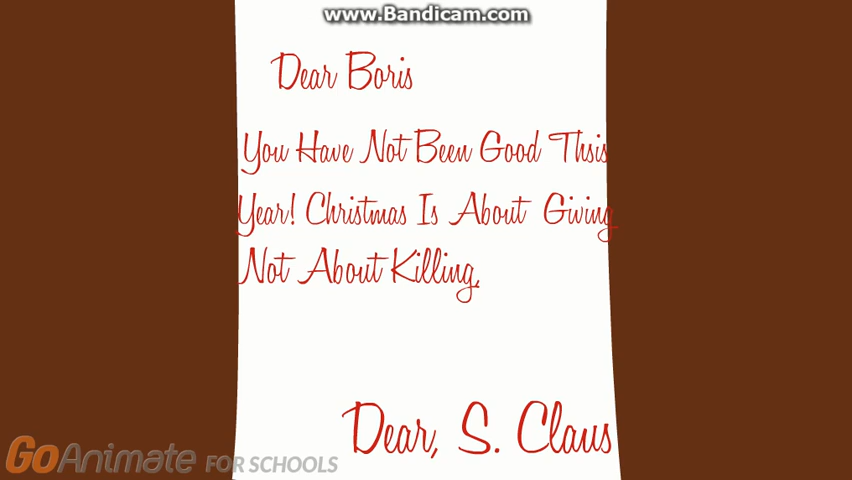 www.Bandicam.com
Dear Boris
You Have Not Been Good Thsis
Year! Christmas Is About Giving
Not About Killing.
Dear, S. Claus
GoAnimate FOR SCHOOLS